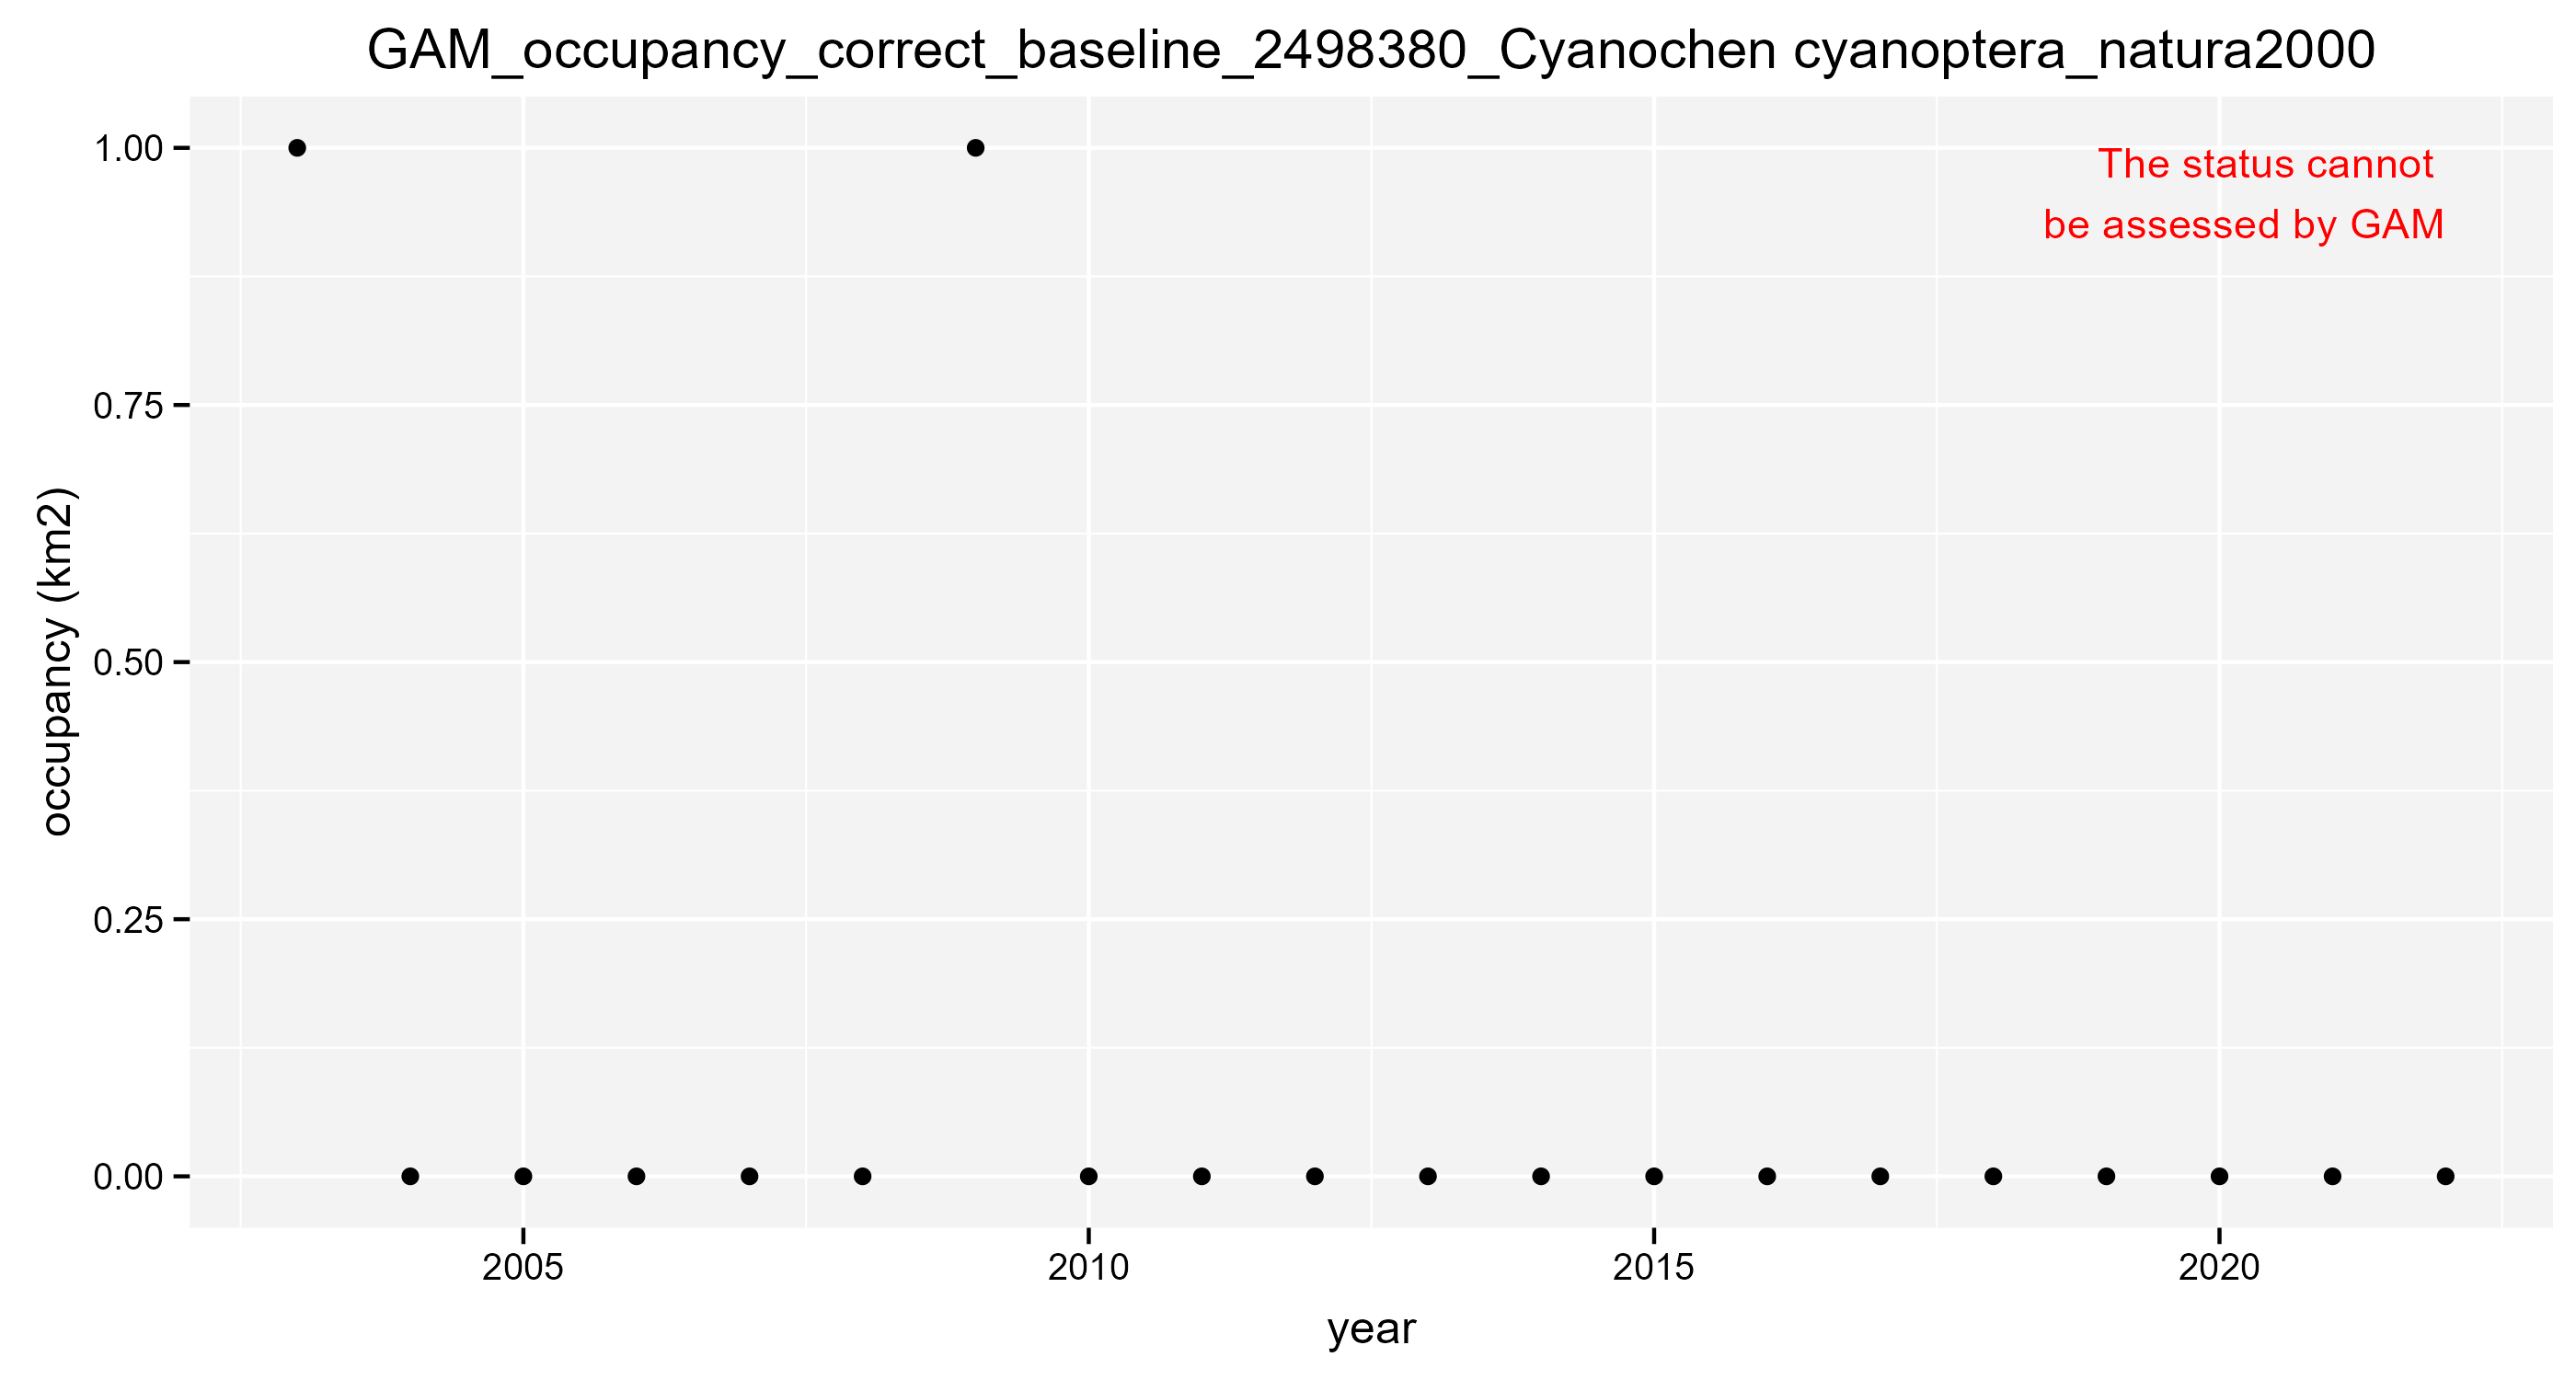 GAM_occupancy_correct_baseline_2498380_Cyanochen cyanoptera_natura2000
The status cannot
be assessed by GAM
occupancy (km2)
1.00
0.75
0.50
0.25
0.00
2005 2010 2015 2020
year